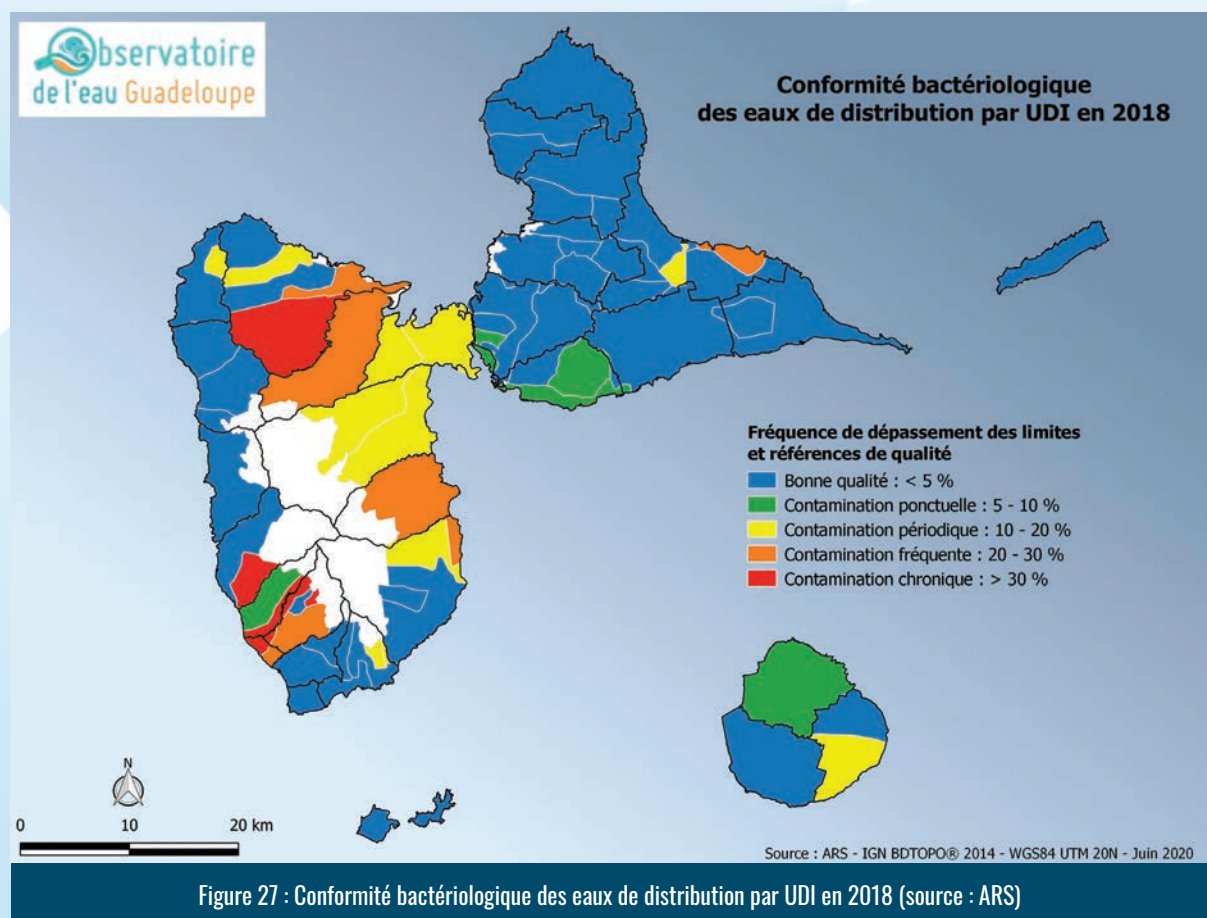 Observatoire
de l'eau Guadeloupe
Conformité bactériologique
des eaux de distribution par UDI en 2018
Fréquence de dépassement des limites
et références de qualité
Bonne qualité : < 5 %
Contamination ponctuelle : 5 - 10 %
Contamination périodique : 10 - 20 %
Contamination fréquente : 20 - 30 %
Contamination chronique : > 30 %
N
0 10 20 km
Source : ARS - IGN BDTOPO® 2014 - WGS84 UTM 20N - Juin 2020
Figure 27 : Conformité bactériologique des eaux de distribution par UDI en 2018 (source : ARS)